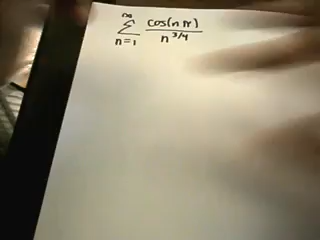 ∞
∑ cos(nπ) / n^{3/4}
n=1